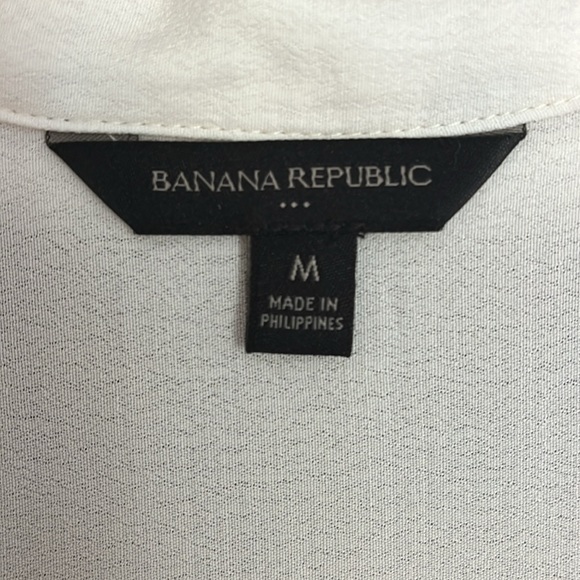 BANANA REPUBLIC
...
M
MADE IN
PHILIPPINES